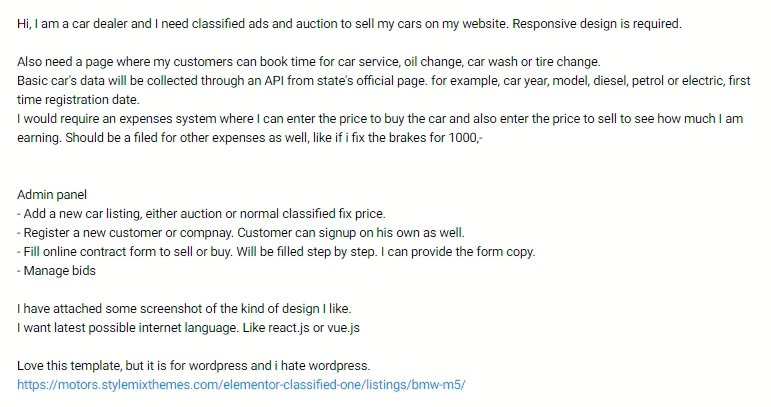 Hi, I am a car dealer and I need classified ads and auction to sell my cars on my website. Responsive design is required.
Also need a page where my customers can book time for car service, oil change, car wash or tire change.
Basic car's data will be collected through an API from state's official page. for example, car year, model, diesel, petrol or electric, first
time registration date.
I would require an expenses system where I can enter the price to buy the car and also enter the price to sell to see how much I am
earning. Should be a filed for other expenses as well, like if i fix the brakes for 1000,-
Admin panel
- Add a new car listing, either auction or normal classified fix price.
- Register a new customer or compnay. Customer can signup on his own as well.
- Fill online contract form to sell or buy. Will be filled step by step. I can provide the form copy.
- Manage bids
I have attached some screenshot of the kind of design I like.
I want latest possible internet language. Like react.js or vue.js
Love this template, but it is for wordpress and i hate wordpress.
https://motors.stylemixthemes.com/elementor-classified-one/listings/bmw-m5/